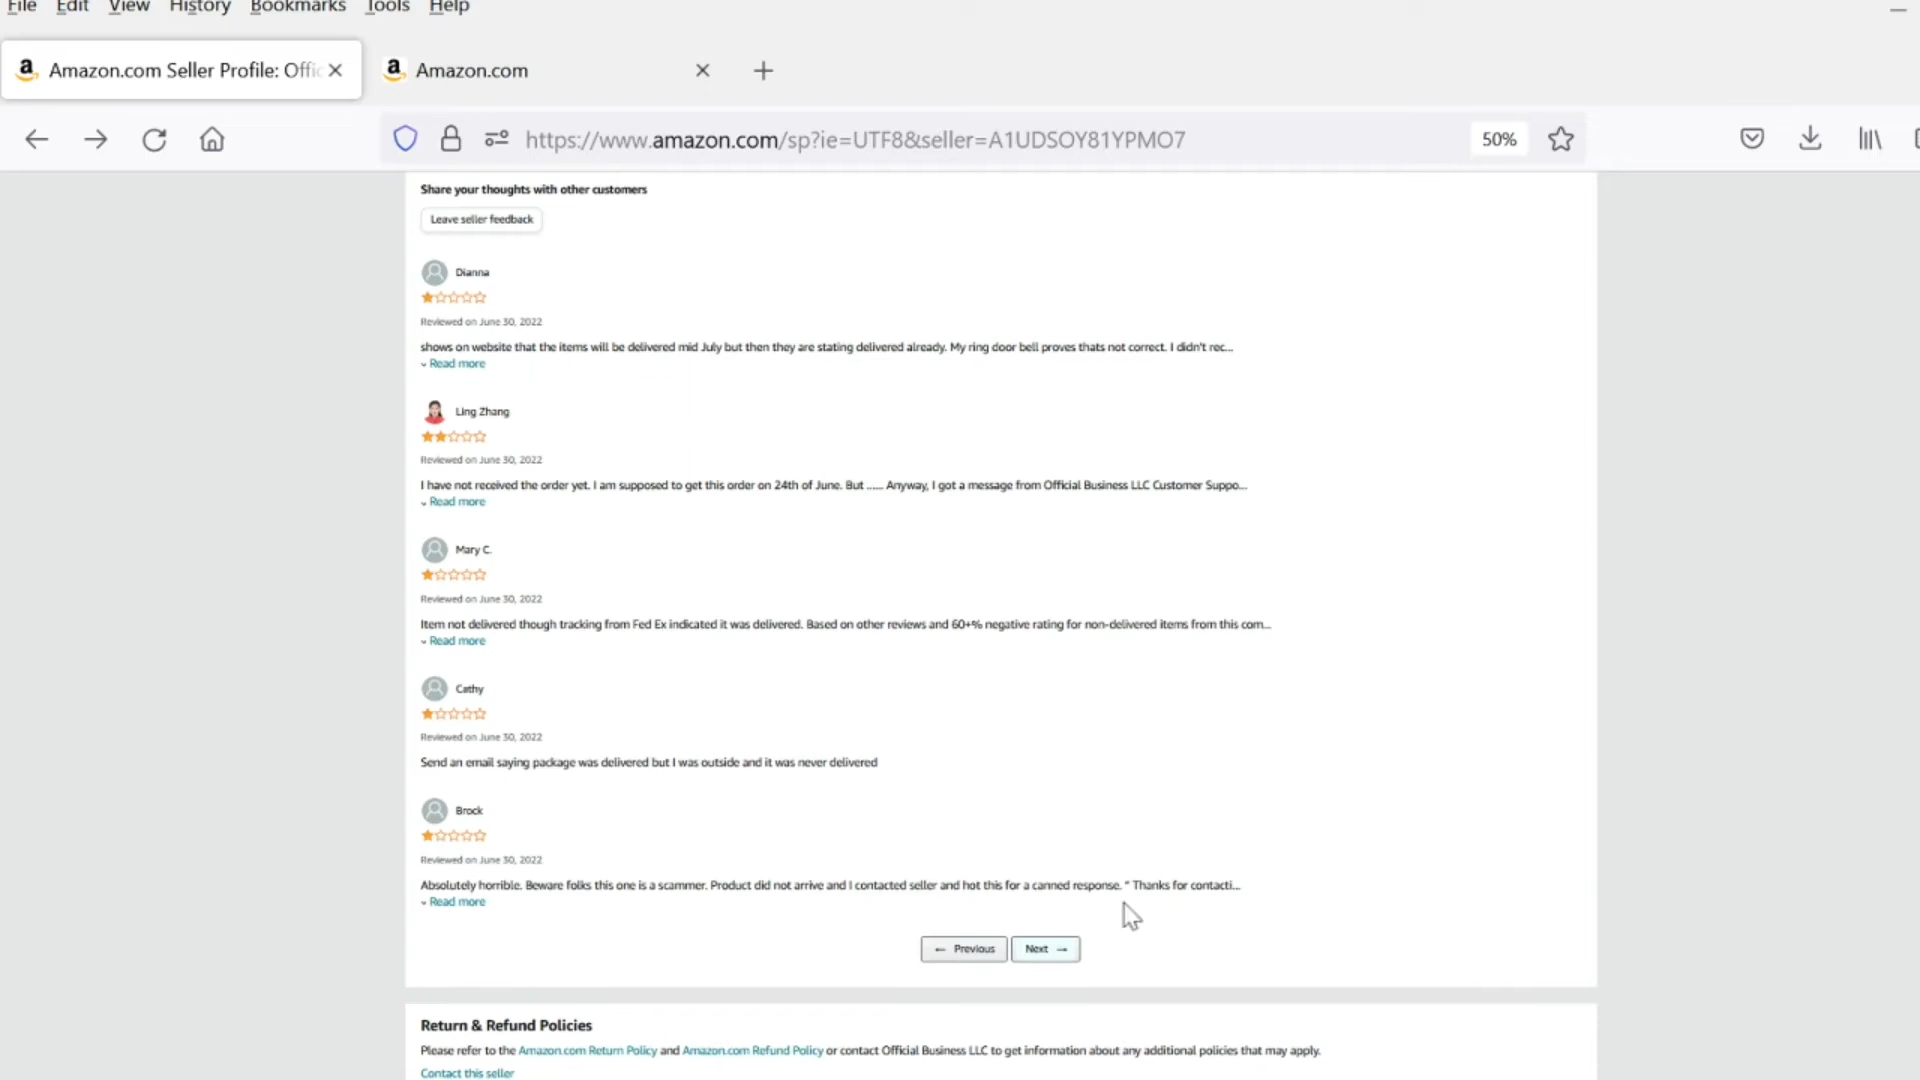 File Edit View History Bookmarks Tools Help
Amazon.com Seller Profile: Offic
Amazon.com
https://www.amazon.com/sp?ie=UTF8&seller=A1UDSOY81YPMO7
50%
Share your thoughts with other customers
Leave seller feedback
Dianna
Reviewed on June 30, 2022
shows on website that the items will be delivered mid July but then they are stating delivered already. My ring door bell proves thats not correct. I didn't rec...
Read more
Ling Zhang
Reviewed on June 30, 2022
I have not received the order yet. I am supposed to get this order on 24th of June. But ...... Anyway, I got a message from Official Business LLC Customer Suppo...
Read more
Mary C.
Reviewed on June 30, 2022
Item not delivered though tracking from Fed Ex indicated it was delivered. Based on other reviews and 60+% negative rating for non-delivered items from this com...
Read more
Cathy
Reviewed on June 30, 2022
Send an email saying package was delivered but I was outside and it was never delivered
Brock
Reviewed on June 30, 2022
Absolutely horrible. Beware folks this one is a scammer. Product did not arrive and I contacted seller and hot this for a canned response. " Thanks for contacti...
Read more
← Previous Next →
Return & Refund Policies
Please refer to the Amazon.com Return Policy and Amazon.com Refund Policy or contact Official Business LLC to get information about any additional policies that may apply.
Contact this seller